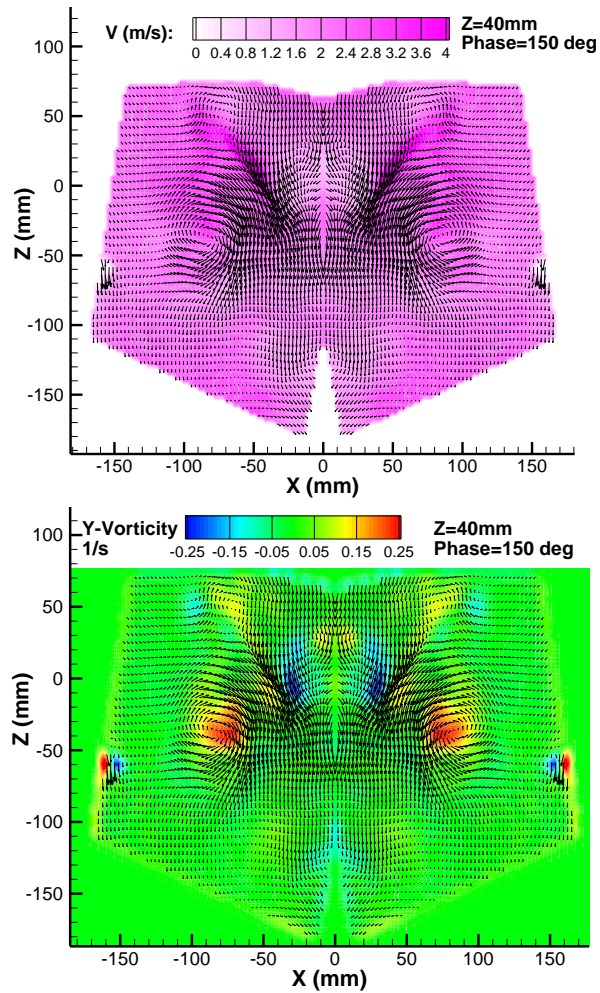 V (m/s):
0 0.4 0.8 1.2 1.6 2 2.4 2.8 3.2 3.6 4
Z=40mm
Phase=150 deg
100
50
0
-50
-100
-150
Z (mm)
-150 -100 -50 0 50 100 150
X (mm)
Y-Vorticity
1/s
-0.25 -0.15 -0.05 0.05 0.15 0.25
Z=40mm
Phase=150 deg
100
50
0
-50
-100
-150
Z (mm)
-150 -100 -50 0 50 100 150
X (mm)